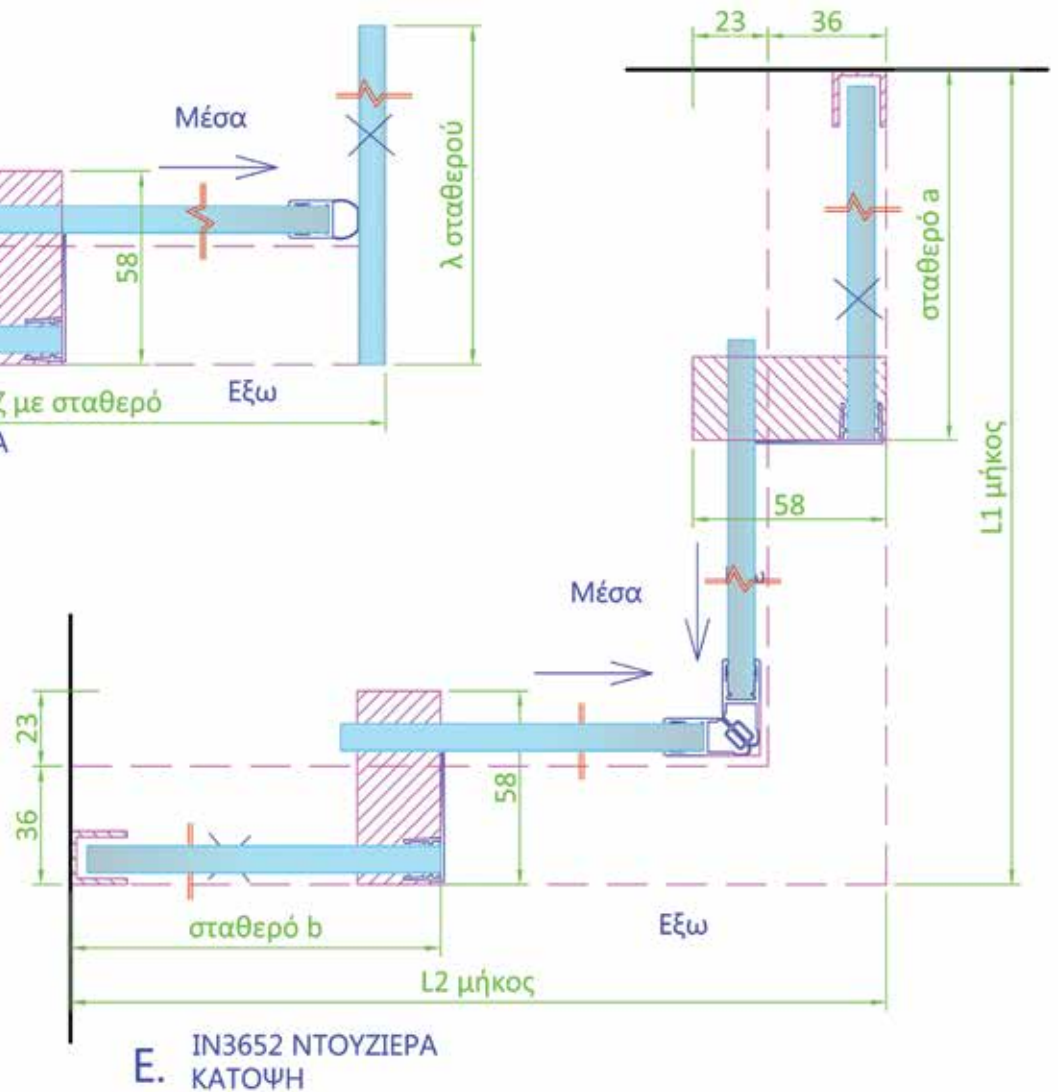 23
36
Μέσα
λ σταθερού
58
Εξω
ζ με σταθερό
Α
σταθερό a
58
L1 μήκος
Μέσα
23
36
58
σταθερό b
Εξω
L2 μήκος
E. IN3652 ΝΤΟΥΖΙΕΡΑ
ΚΑΤΟΨΗ